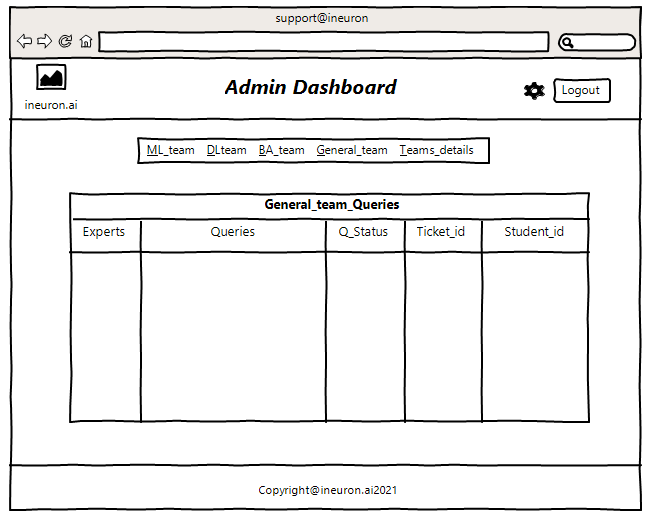 support@ineuron
Admin Dashboard
Logout
ineuron.ai
ML_team DLteam BA_team General_team Teams_details
General_team_Queries
Experts Queries Q_Status Ticket_id Student_id
Copyright@ineuron.ai2021